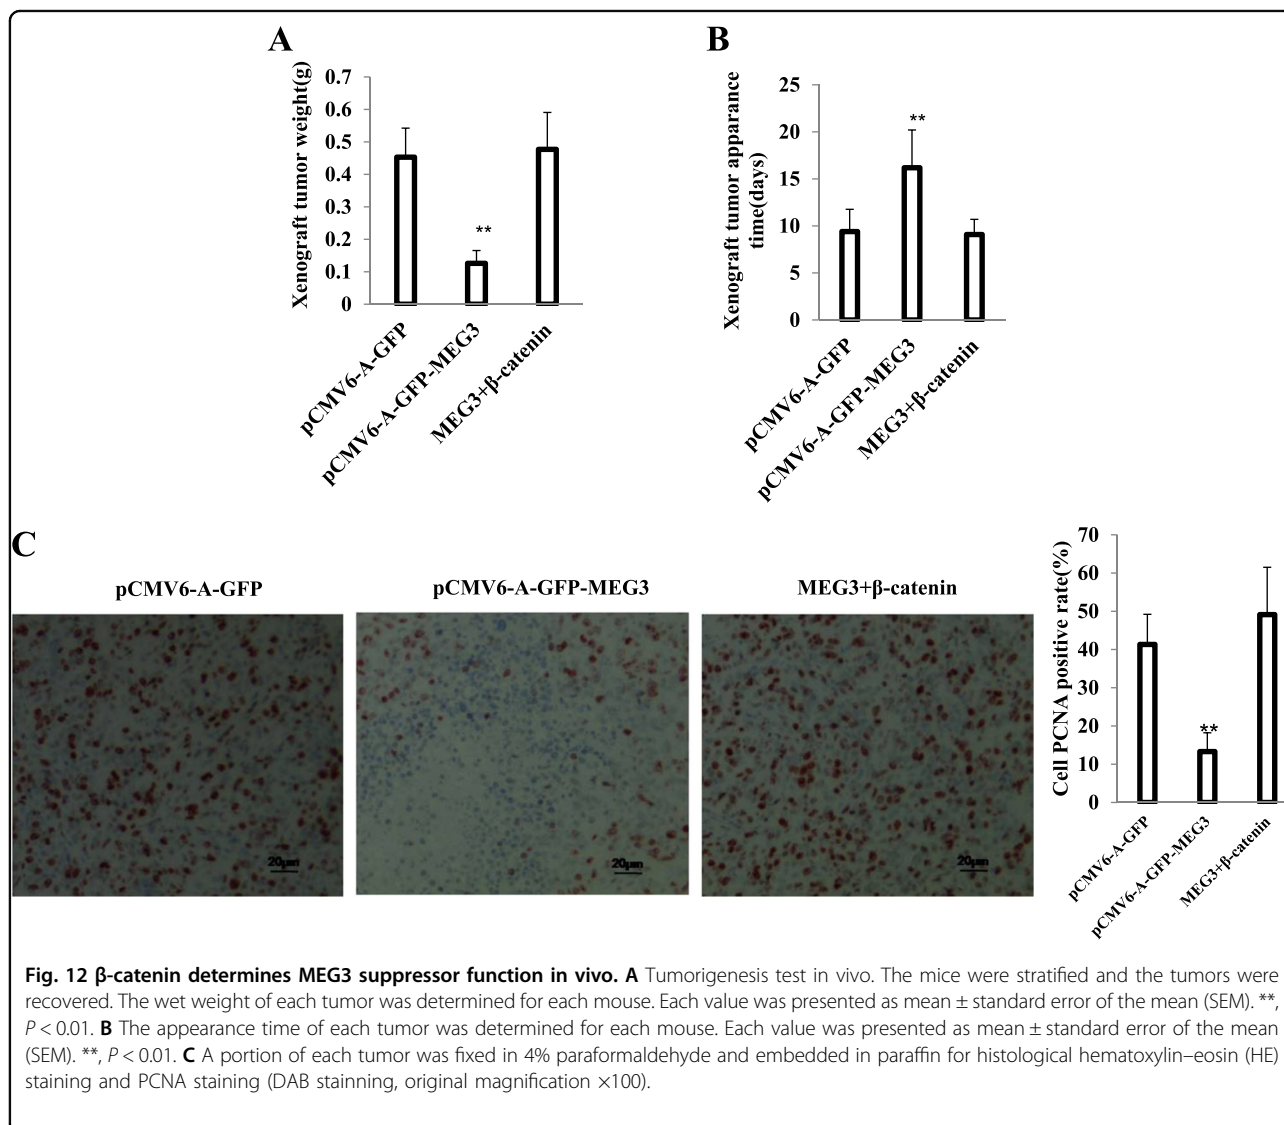 A
Xenograft tumor weight(g)
0.7
0.6
0.5
0.4
0.3
0.2
0.1
0
**
pCMV6-A-GFP
pCMV6-A-GFP-MEG3
MEG3+β-catenin
B
Xenograft tumor apparance
time(days)
25
20
15
10
5
0
**
pCMV6-A-GFP
pCMV6-A-GFP-MEG3
MEG3+β-catenin
C
pCMV6-A-GFP
pCMV6-A-GFP-MEG3
MEG3+β-catenin
20μm
20μm
20μm
Cell PCNA positive rate(%)
70
60
50
40
30
20
10
0
**
pCMV6-A-GFP
pCMV6-A-GFP-MEG3
MEG3+β-catenin
Fig. 12 β-catenin determines MEG3 suppressor function in vivo. A Tumorigenesis test in vivo. The mice were stratified and the tumors were
recovered. The wet weight of each tumor was determined for each mouse. Each value was presented as mean ± standard error of the mean (SEM). **,
P < 0.01. B The appearance time of each tumor was determined for each mouse. Each value was presented as mean ± standard error of the mean
(SEM). **, P < 0.01. C A portion of each tumor was fixed in 4% paraformaldehyde and embedded in paraffin for histological hematoxylin–eosin (HE)
staining and PCNA staining (DAB stainning, original magnification ×100).